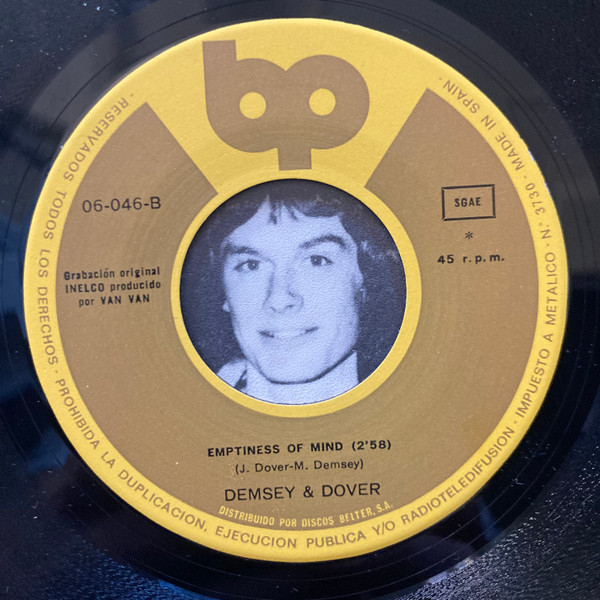 bp
06-046-B
SGAE
*
45 r.p.m.
Grabación original
INELCO producido
por VAN VAN
EMPTINESS OF MIND (2'58)
(J. Dover-M. Demsey)
DEMSEY & DOVER
DISTRIBUIDO POR DISCOS BELTER, S.A.
· RESERVADOS TODOS LOS DERECHOS · PROHIBIDA LA DUPLICACION, EJECUCION PUBLICA Y/O RADIOTELEDIFUSION · IMPUESTO A METALICO · N.º 3730 · MADE IN SPAIN ·